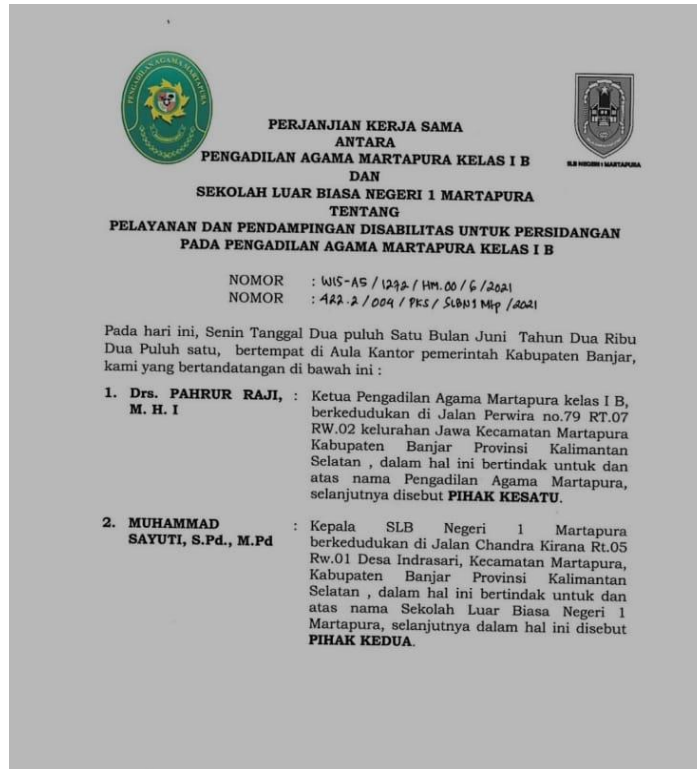 PENGADILAN AGAMA MARTAPURA
SLB NEGERI 1 MARTAPURA
PERJANJIAN KERJA SAMA
ANTARA
PENGADILAN AGAMA MARTAPURA KELAS I B
DAN
SEKOLAH LUAR BIASA NEGERI 1 MARTAPURA
TENTANG
PELAYANAN DAN PENDAMPINGAN DISABILITAS UNTUK PERSIDANGAN
PADA PENGADILAN AGAMA MARTAPURA KELAS I B
NOMOR : W15-A5 / 1292 / HM.00 / 6 /2021
NOMOR : 422.2 / 009 / PKS / SLBN1 Mtp /2021
Pada hari ini, Senin Tanggal Dua puluh Satu Bulan Juni Tahun Dua Ribu
Dua Puluh satu, bertempat di Aula Kantor pemerintah Kabupaten Banjar,
kami yang bertandatangan di bawah ini :
1. Drs. PAHRUR RAJI, : Ketua Pengadilan Agama Martapura kelas I B,
M. H. I berkedudukan di Jalan Perwira no.79 RT.07
RW.02 kelurahan Jawa Kecamatan Martapura
Kabupaten Banjar Provinsi Kalimantan
Selatan , dalam hal ini bertindak untuk dan
atas nama Pengadilan Agama Martapura,
selanjutnya disebut PIHAK KESATU.
2. MUHAMMAD : Kepala SLB Negeri 1 Martapura
SAYUTI, S.Pd., M.Pd berkedudukan di Jalan Chandra Kirana Rt.05
Rw.01 Desa Indrasari, Kecamatan Martapura,
Kabupaten Banjar Provinsi Kalimantan
Selatan , dalam hal ini bertindak untuk dan
atas nama Sekolah Luar Biasa Negeri 1
Martapura, selanjutnya dalam hal ini disebut
PIHAK KEDUA.